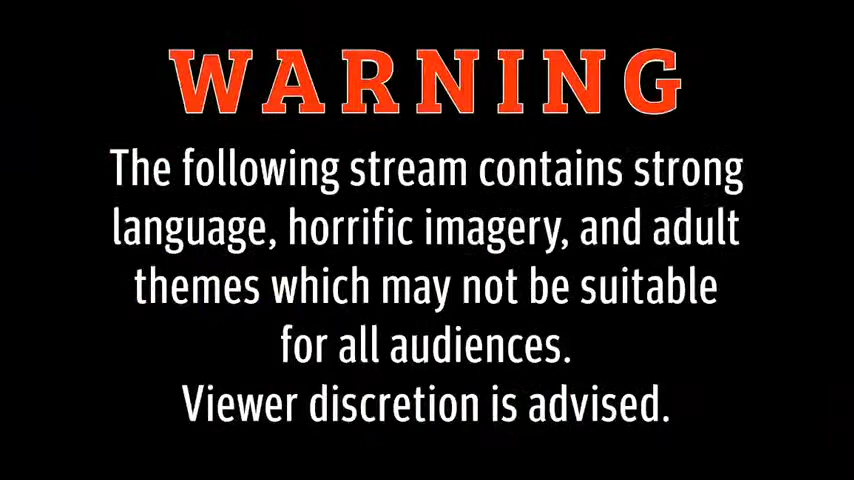 WARNING
The following stream contains strong
language, horrific imagery, and adult
themes which may not be suitable
for all audiences.
Viewer discretion is advised.